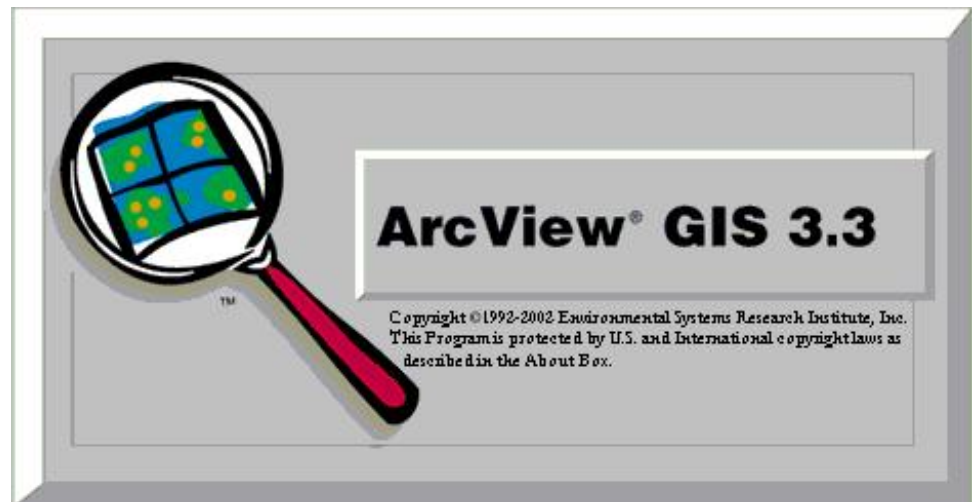 ArcView® GIS 3.3
TM
Copyright ©1992-2002 Environmental Systems Research Institute, Inc.
This Program is protected by U.S. and International copyright laws as
described in the About Box.